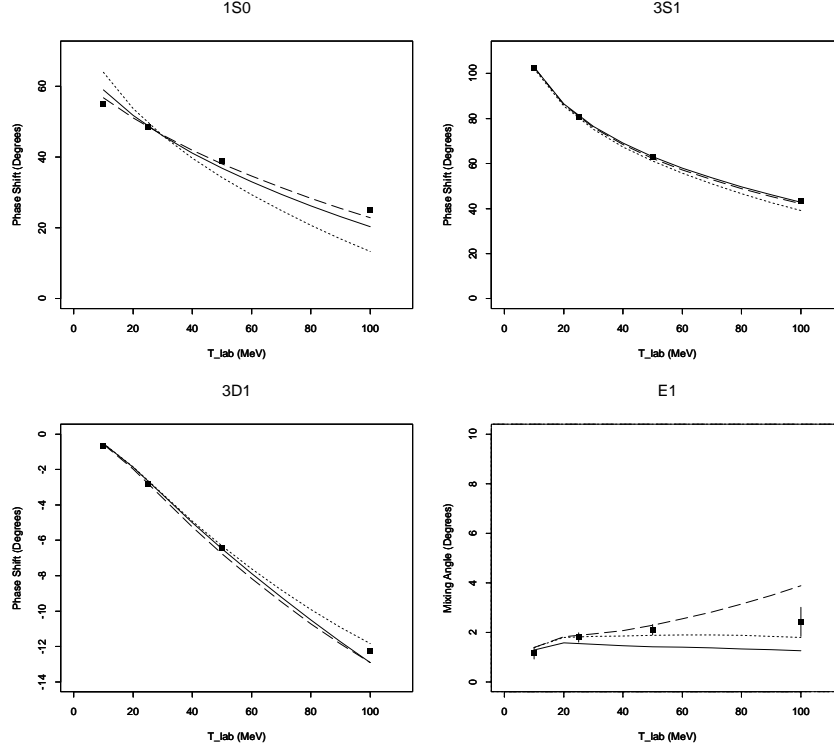 1S0
Phase Shift (Degrees)
60
40
20
0
0 20 40 60 80 100
T_lab (MeV)
3S1
Phase Shift (Degrees)
100
80
60
40
20
0
0 20 40 60 80 100
T_lab (MeV)
3D1
Phase Shift (Degrees)
0
-2
-4
-6
-8
-10
-12
-14
0 20 40 60 80 100
T_lab (MeV)
E1
Mixing Angle (Degrees)
10
8
6
4
2
0
0 20 40 60 80 100
T_lab (MeV)